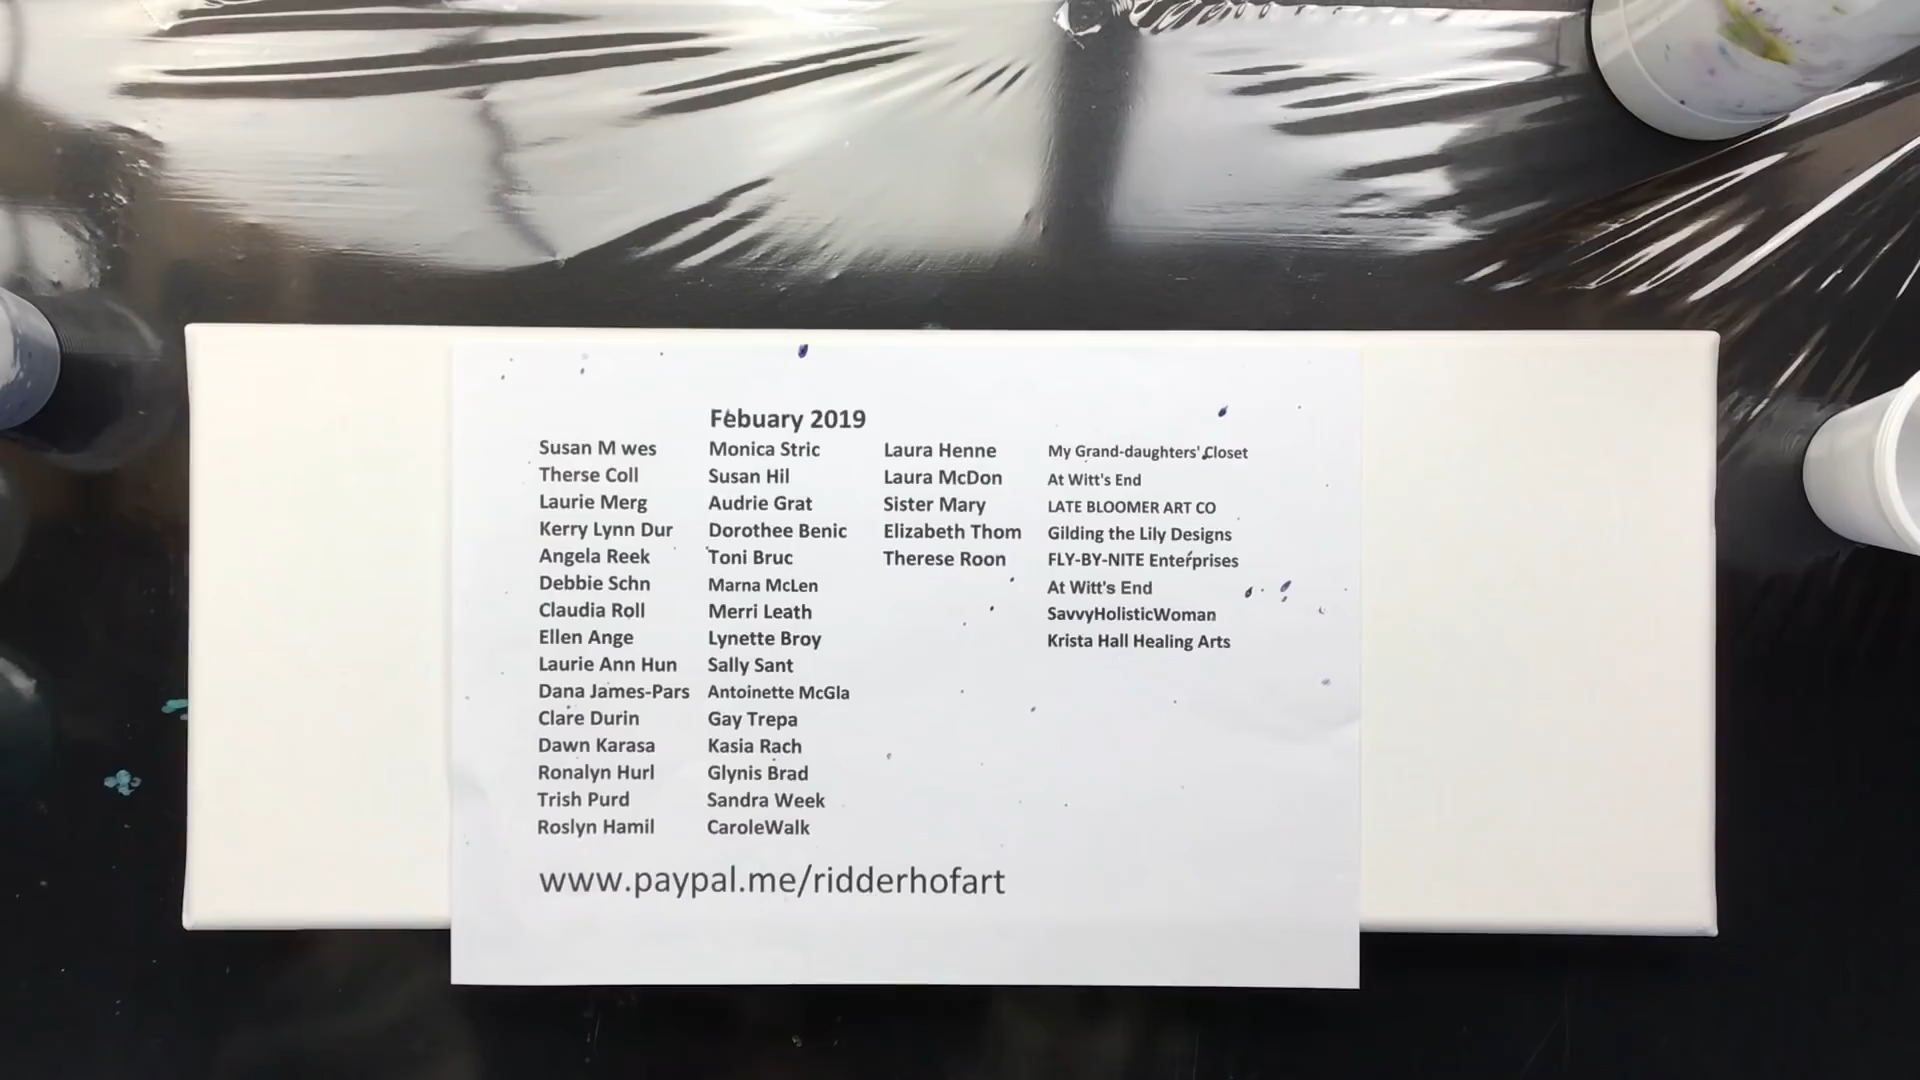 Febuary 2019
Susan M wes
Therse Coll
Laurie Merg
Kerry Lynn Dur
Angela Reek
Debbie Schn
Claudia Roll
Ellen Ange
Laurie Ann Hun
Dana James-Pars
Clare Durin
Dawn Karasa
Ronalyn Hurl
Trish Purd
Roslyn Hamil
Monica Stric
Susan Hil
Audrie Grat
Dorothee Benic
Toni Bruc
Marna McLen
Merri Leath
Lynette Broy
Sally Sant
Antoinette McGla
Gay Trepa
Kasia Rach
Glynis Brad
Sandra Week
CaroleWalk
Laura Henne
Laura McDon
Sister Mary
Elizabeth Thom
Therese Roon
My Grand-daughters' Closet
At Witt's End
LATE BLOOMER ART CO
Gilding the Lily Designs
FLY-BY-NITE Enterprises
At Witt's End
SavvyHolisticWoman
Krista Hall Healing Arts
www.paypal.me/ridderhofart